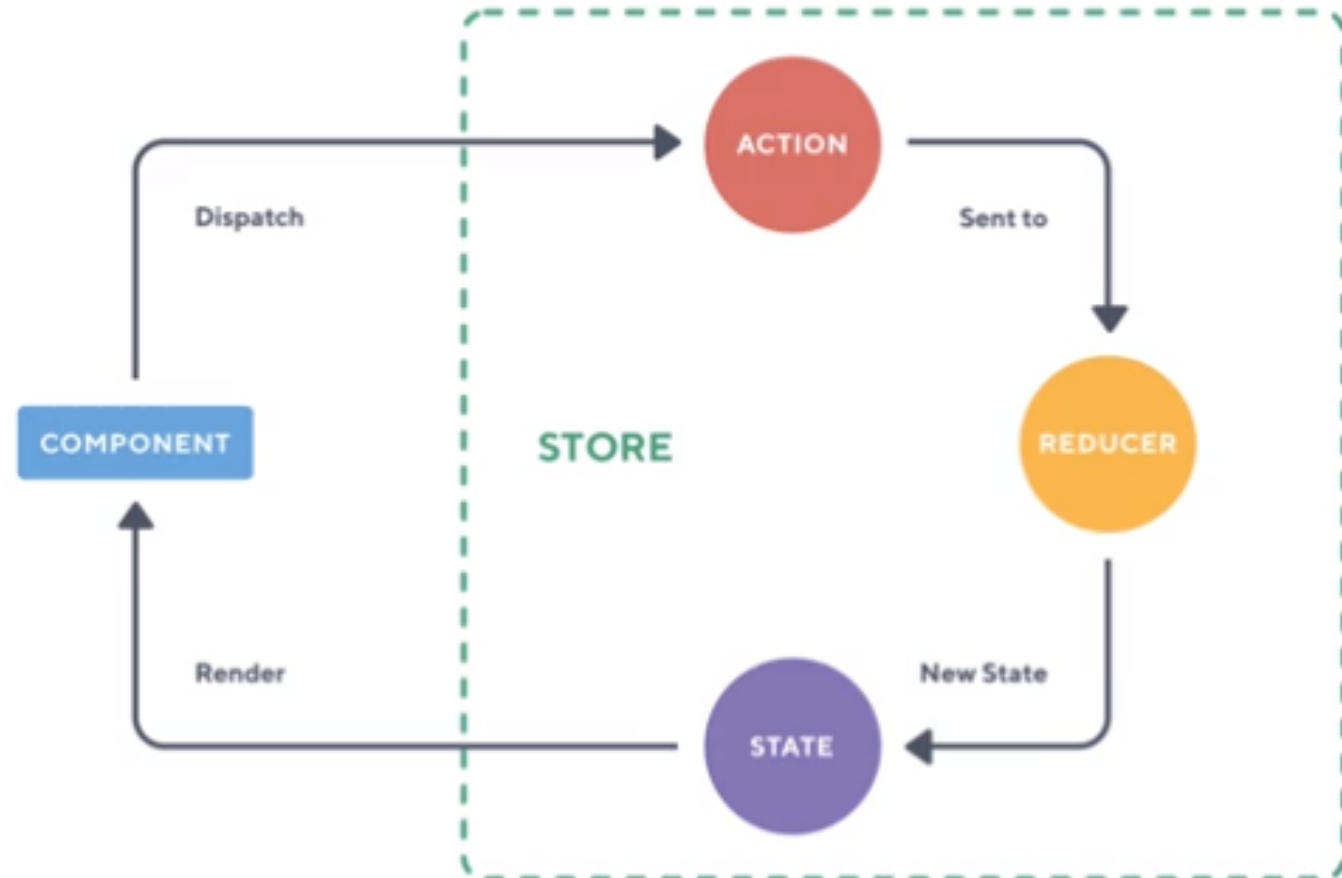 ACTION
Dispatch
Sent to
COMPONENT
STORE
REDUCER
Render
New State
STATE